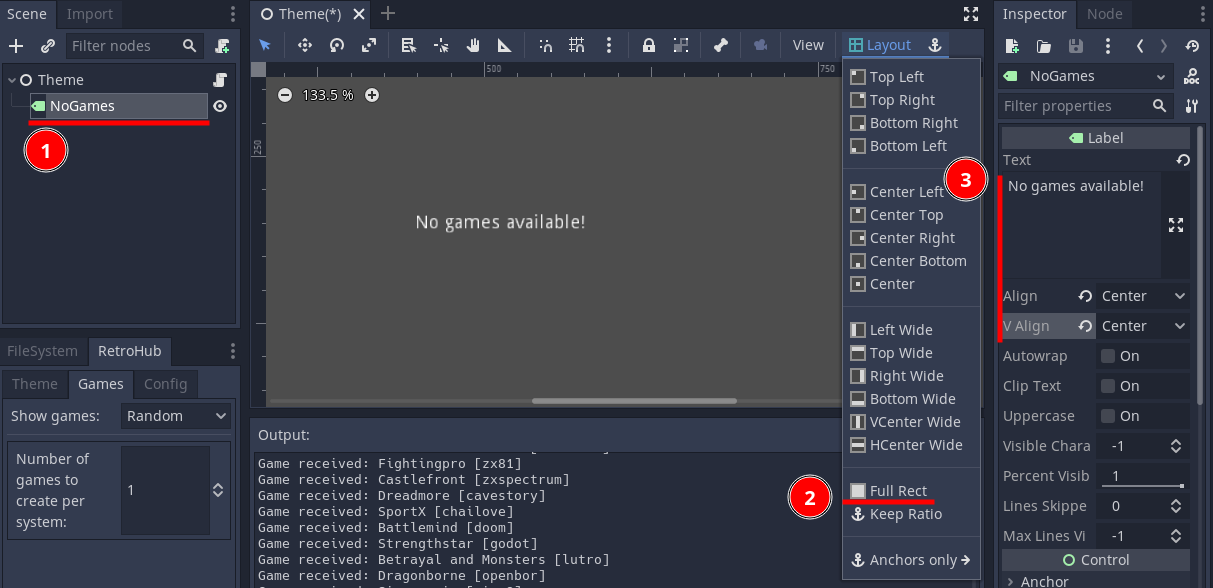 Scene
Import
Filter nodes
Theme
NoGames
1
FileSystem
RetroHub
Theme
Games
Config
Show games:
Random
Number of
games to
create per
system:
1
Theme(*)
View
Layout
500
750
250
133.5 %
No games available!
Output:
Game received: Fightingpro [zx81]
Game received: Castlefront [zxspectrum]
Game received: Dreadmore [cavestory]
Game received: SportX [chailove]
Game received: Battlemind [doom]
Game received: Strengthstar [godot]
Game received: Betrayal and Monsters [lutro]
Game received: Dragonborne [openbor]
Top Left
Top Right
Bottom Right
Bottom Left
Center Left
Center Top
Center Right
Center Bottom
Center
Left Wide
Top Wide
Right Wide
Bottom Wide
VCenter Wide
HCenter Wide
Full Rect
Keep Ratio
Anchors only
2
3
Inspector
Node
NoGames
Filter properties
Label
Text
No games available!
Align
Center
V Align
Center
Autowrap
On
Clip Text
On
Uppercase
On
Visible Chara
-1
Percent Visib
1
Lines Skippe
0
Max Lines Vi
-1
Control
Anchor